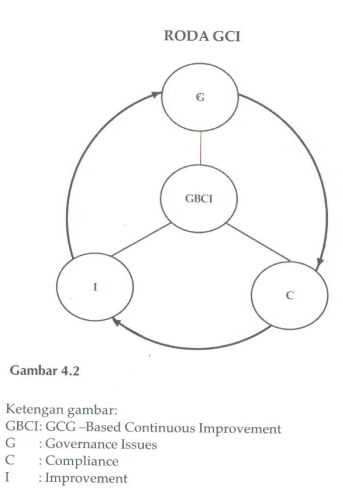 RODA GCI
G
GBCI
I
C
Gambar 4.2
Ketengan gambar:
GBCI: GCG –Based Continuous Improvement
G : Governance Issues
C : Compliance
I : Improvement